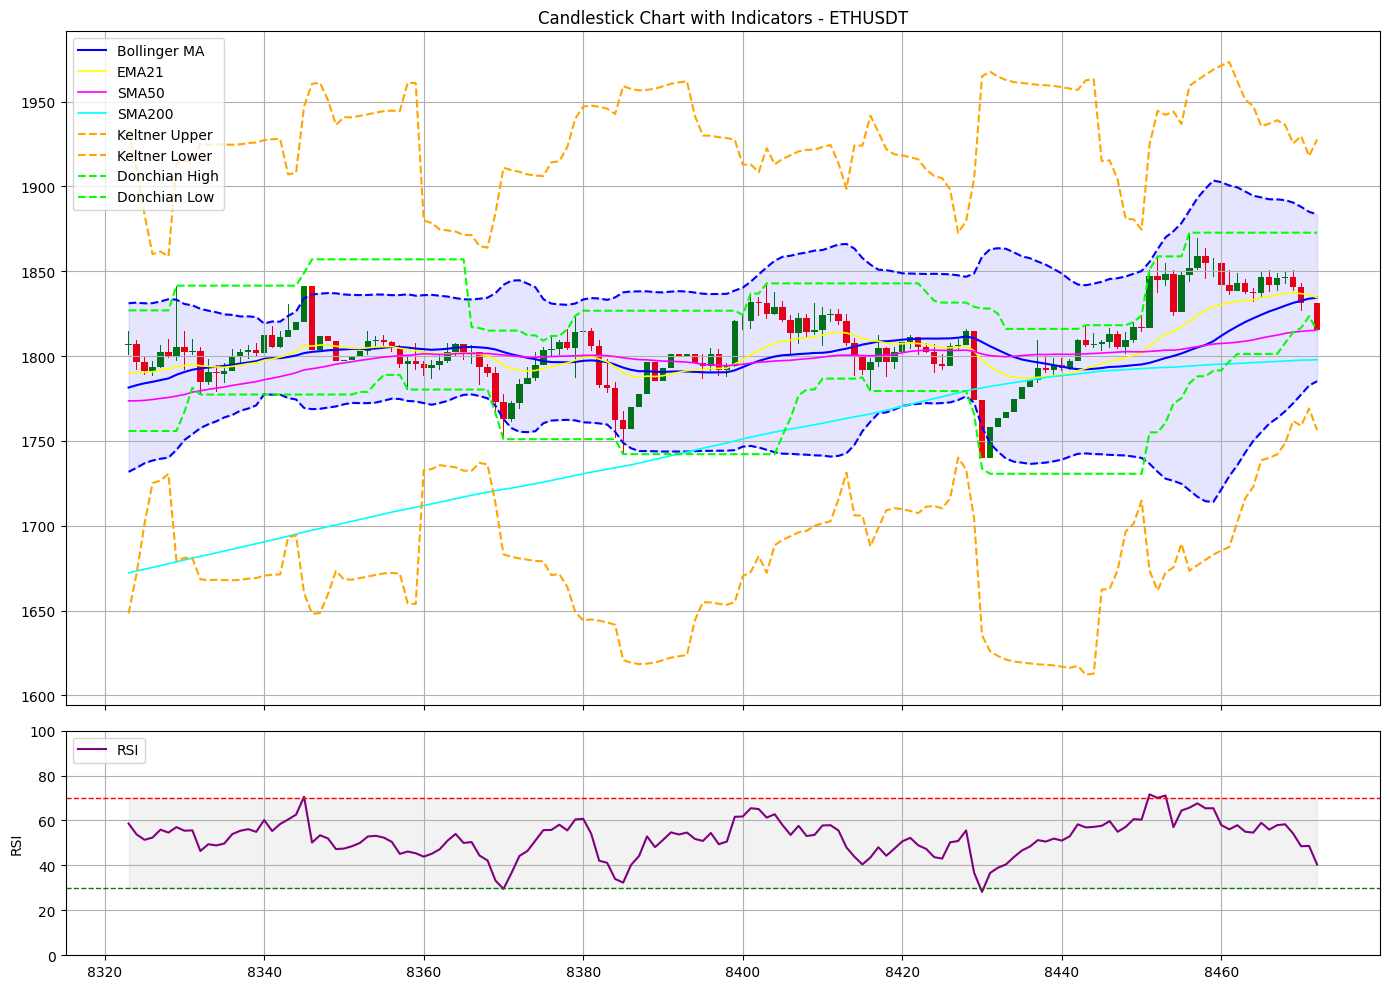 Candlestick Chart with Indicators - ETHUSDT
Bollinger MA
EMA21
SMA50
SMA200
Keltner Upper
Keltner Lower
Donchian High
Donchian Low
1950
1900
1850
1800
1750
1700
1650
1600
RSI
100
80
60
40
20
0
RSI
8320 8340 8360 8380 8400 8420 8440 8460